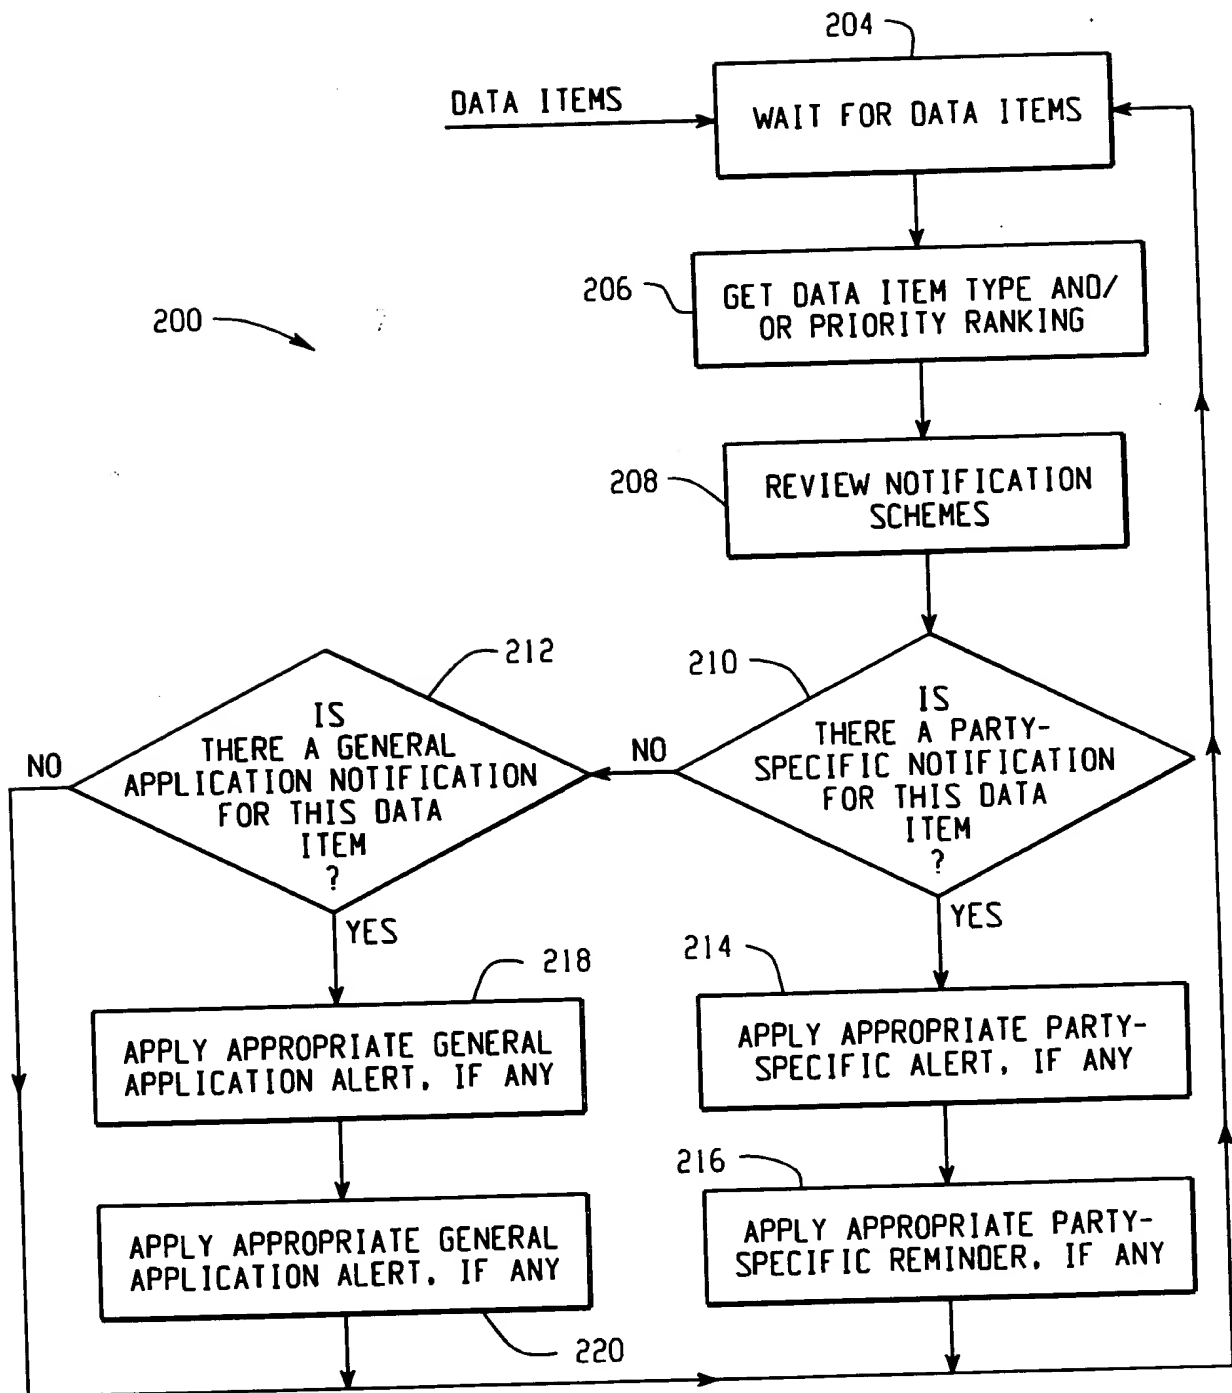 204
DATA ITEMS
WAIT FOR DATA ITEMS
206
GET DATA ITEM TYPE AND/
OR PRIORITY RANKING
200
208
REVIEW NOTIFICATION
SCHEMES
212
210
IS
THERE A GENERAL
APPLICATION NOTIFICATION
FOR THIS DATA
ITEM
?
NO
NO
IS
THERE A PARTY-
SPECIFIC NOTIFICATION
FOR THIS DATA
ITEM
?
YES
YES
218
214
APPLY APPROPRIATE GENERAL
APPLICATION ALERT, IF ANY
APPLY APPROPRIATE PARTY-
SPECIFIC ALERT, IF ANY
216
APPLY APPROPRIATE GENERAL
APPLICATION ALERT, IF ANY
APPLY APPROPRIATE PARTY-
SPECIFIC REMINDER, IF ANY
220